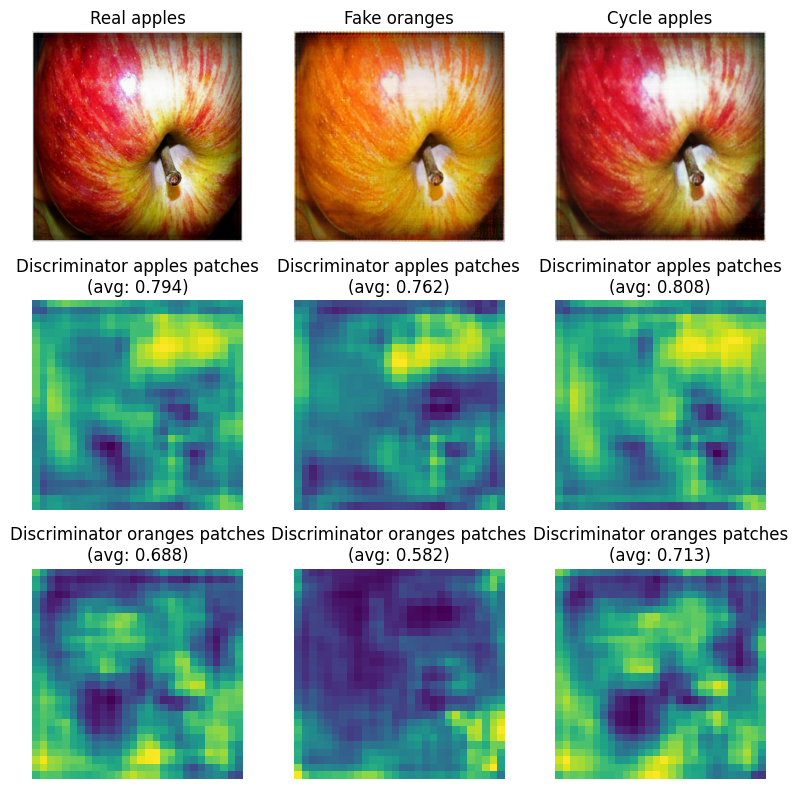 Real apples
Fake oranges
Cycle apples
Discriminator apples patches
(avg: 0.794)
Discriminator apples patches
(avg: 0.762)
Discriminator apples patches
(avg: 0.808)
Discriminator oranges patches
(avg: 0.688)
Discriminator oranges patches
(avg: 0.582)
Discriminator oranges patches
(avg: 0.713)